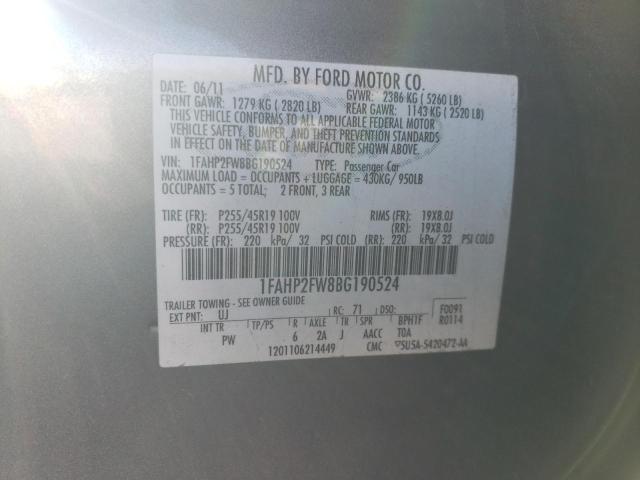 MFD. BY FORD MOTOR CO.
DATE: 06/11 GVWR: 2386 KG ( 5260 LB)
FRONT GAWR: 1279 KG ( 2820 LB) REAR GAWR: 1143 KG ( 2520 LB)
THIS VEHICLE CONFORMS TO ALL APPLICABLE FEDERAL MOTOR
VEHICLE SAFETY, BUMPER, AND THEFT PREVENTION STANDARDS
IN EFFECT ON THE DATE OF MANUFACTURE SHOWN ABOVE.
VIN: 1FAHP2FW8BG190524 TYPE: Passenger Car
MAXIMUM LOAD = OCCUPANTS + LUGGAGE = 430KG/ 950LB
OCCUPANTS = 5 TOTAL; 2 FRONT, 3 REAR
TIRE (FR): P255/45R19 100V RIMS (FR): 19X8.0J
(RR): P255/45R19 100V (RR): 19X8.0J
PRESSURE (FR): 220 kPa/ 32 PSI COLD (RR): 220 kPa/ 32 PSI COLD
1FAHP2FW8BG190524
TRAILER TOWING - SEE OWNER GUIDE
EXT PNT: UJ RC: 71 DSO: F0091
INT TR TP/PS R AXLE TR SPR BPH1F R0114
PW 6 2A J AACC TOA
1201106214449 CMC 5U5A-5420472-AA